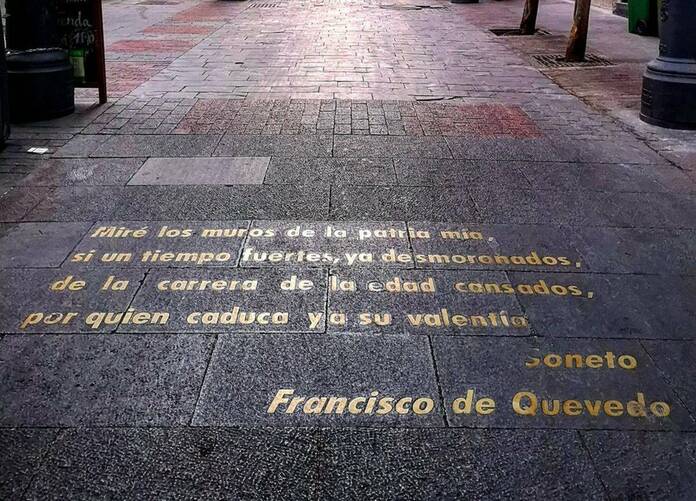 Miré los muros de la patria mía,
si un tiempo fuertes, ya desmoronados,
de la carrera de la edad cansados,
por quien caduca ya su valentía
Soneto
Francisco de Quevedo